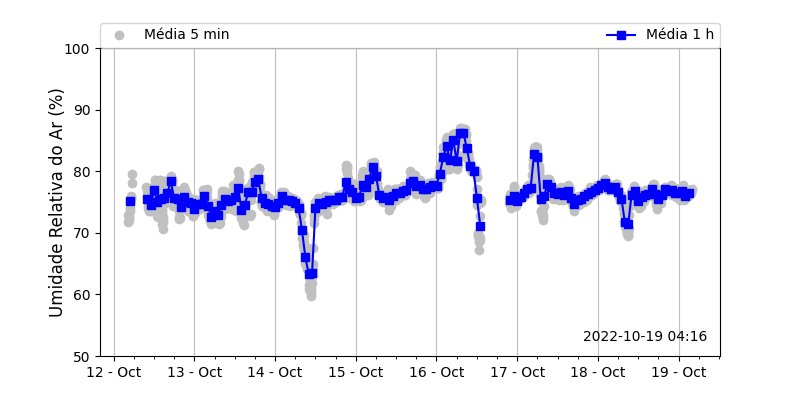 Média 5 min
Média 1 h
Umidade Relativa do Ar (%)
100
90
80
70
60
50
2022-10-19 04:16
12 - Oct
13 - Oct
14 - Oct
15 - Oct
16 - Oct
17 - Oct
18 - Oct
19 - Oct